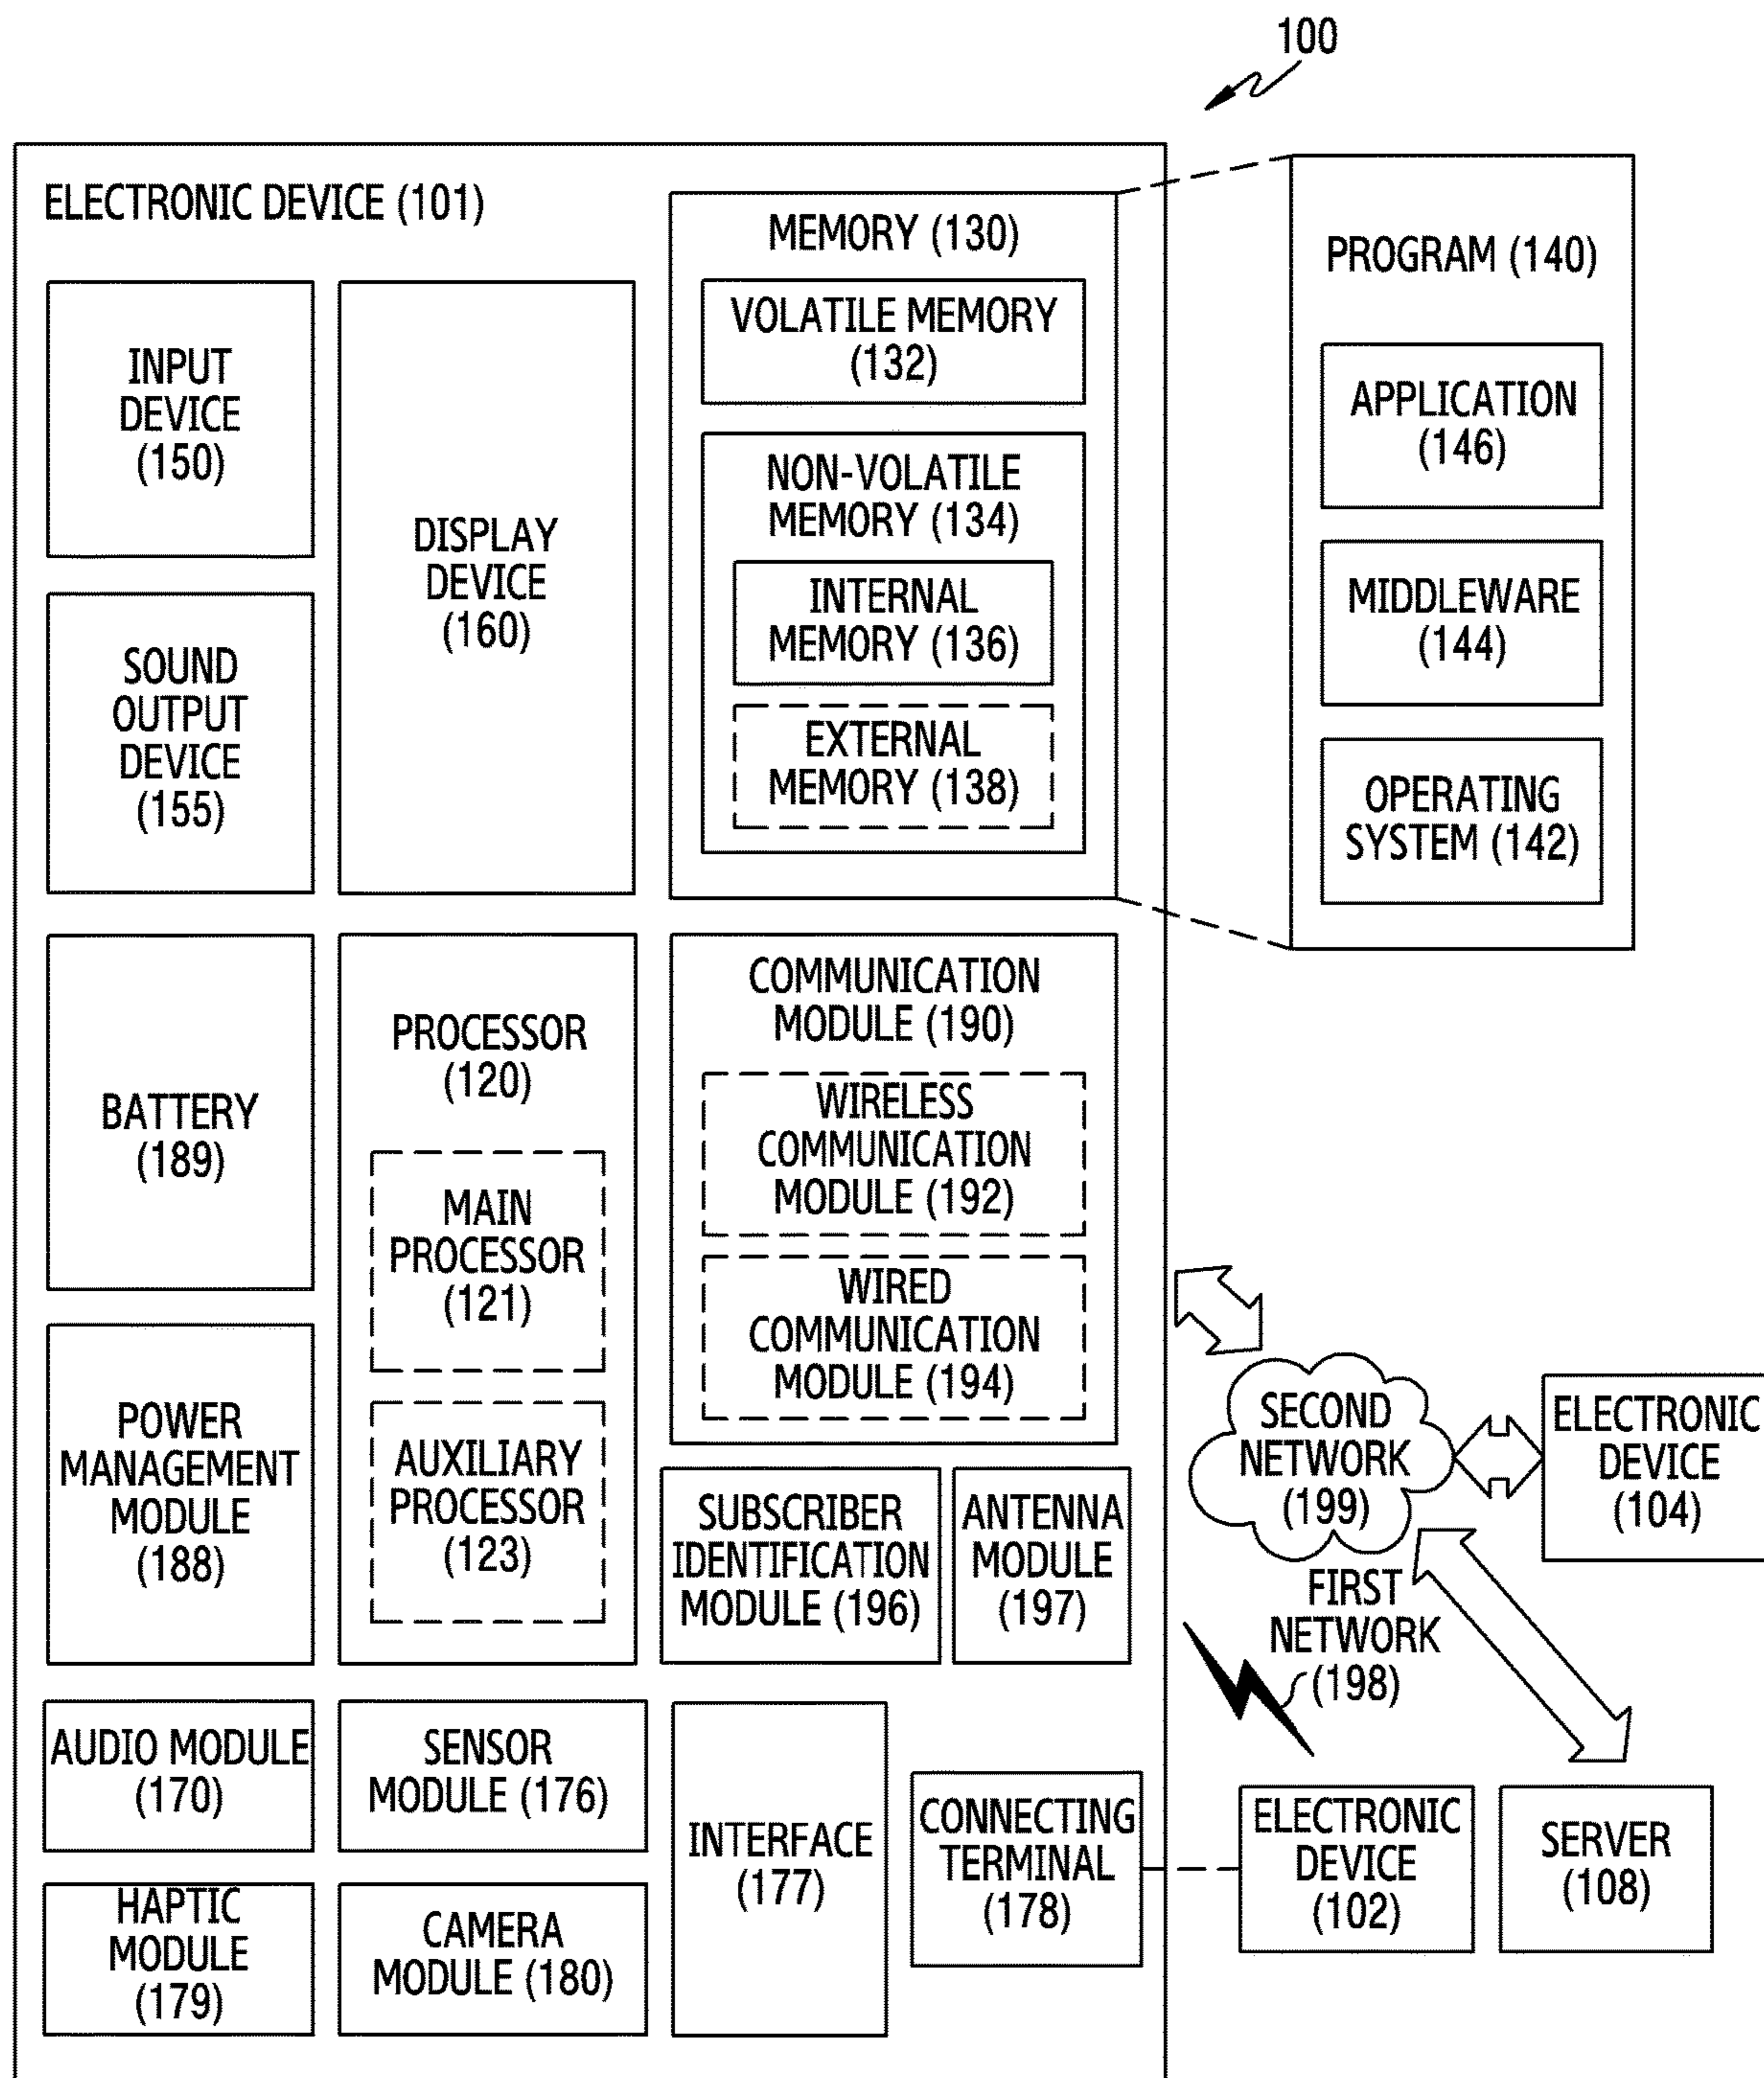 100
ELECTRONIC DEVICE (101)
INPUT
DEVICE
(150)
SOUND
OUTPUT
DEVICE
(155)
DISPLAY
DEVICE
(160)
MEMORY (130)
VOLATILE MEMORY
(132)
NON-VOLATILE
MEMORY (134)
INTERNAL
MEMORY (136)
EXTERNAL
MEMORY (138)
PROGRAM (140)
APPLICATION
(146)
MIDDLEWARE
(144)
OPERATING
SYSTEM (142)
BATTERY
(189)
POWER
MANAGEMENT
MODULE
(188)
PROCESSOR
(120)
MAIN
PROCESSOR
(121)
AUXILIARY
PROCESSOR
(123)
COMMUNICATION
MODULE (190)
WIRELESS
COMMUNICATION
MODULE (192)
WIRED
COMMUNICATION
MODULE (194)
SUBSCRIBER
IDENTIFICATION
MODULE (196)
ANTENNA
MODULE
(197)
SECOND
NETWORK
(199)
ELECTRONIC
DEVICE
(104)
FIRST
NETWORK
(198)
AUDIO MODULE
(170)
SENSOR
MODULE (176)
HAPTIC
MODULE
(179)
CAMERA
MODULE (180)
INTERFACE
(177)
CONNECTING
TERMINAL
(178)
ELECTRONIC
DEVICE
(102)
SERVER
(108)